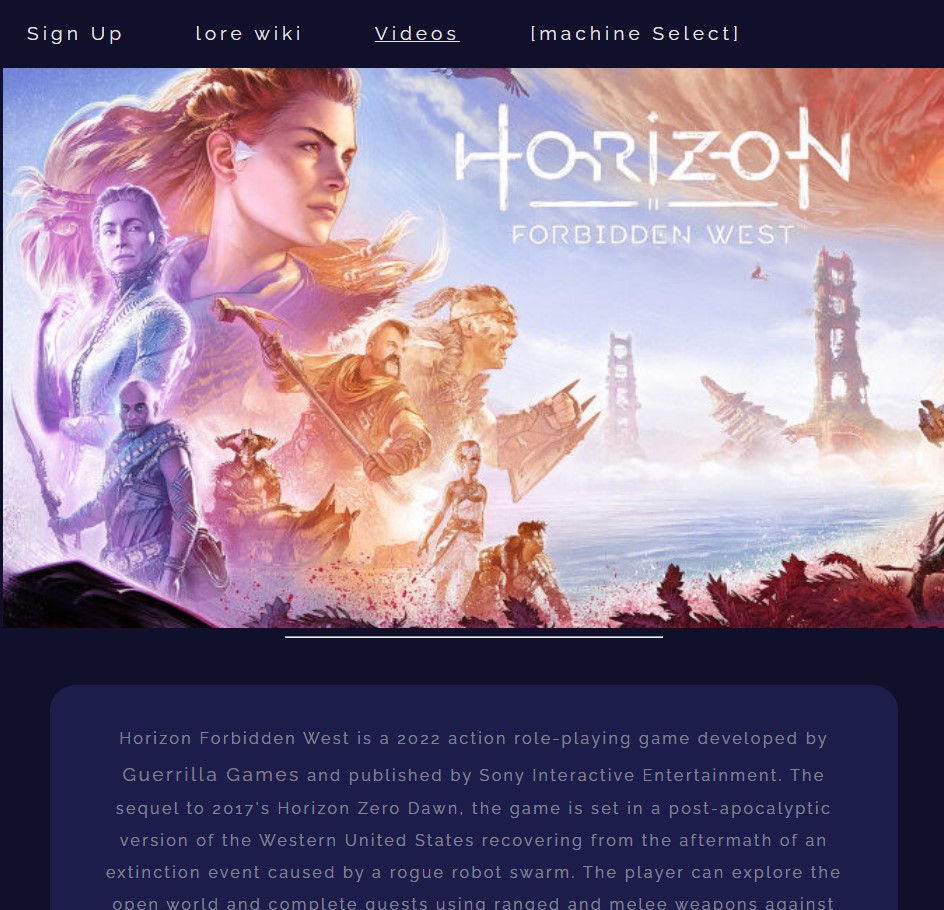 Sign Up lore wiki Videos [machine Select]
HORIZON
FORBIDDEN WEST
Horizon Forbidden West is a 2022 action role-playing game developed by
Guerrilla Games and published by Sony Interactive Entertainment. The
sequel to 2017's Horizon Zero Dawn, the game is set in a post-apocalyptic
version of the Western United States recovering from the aftermath of an
extinction event caused by a rogue robot swarm. The player can explore the
open world and complete quests using ranged and melee weapons against